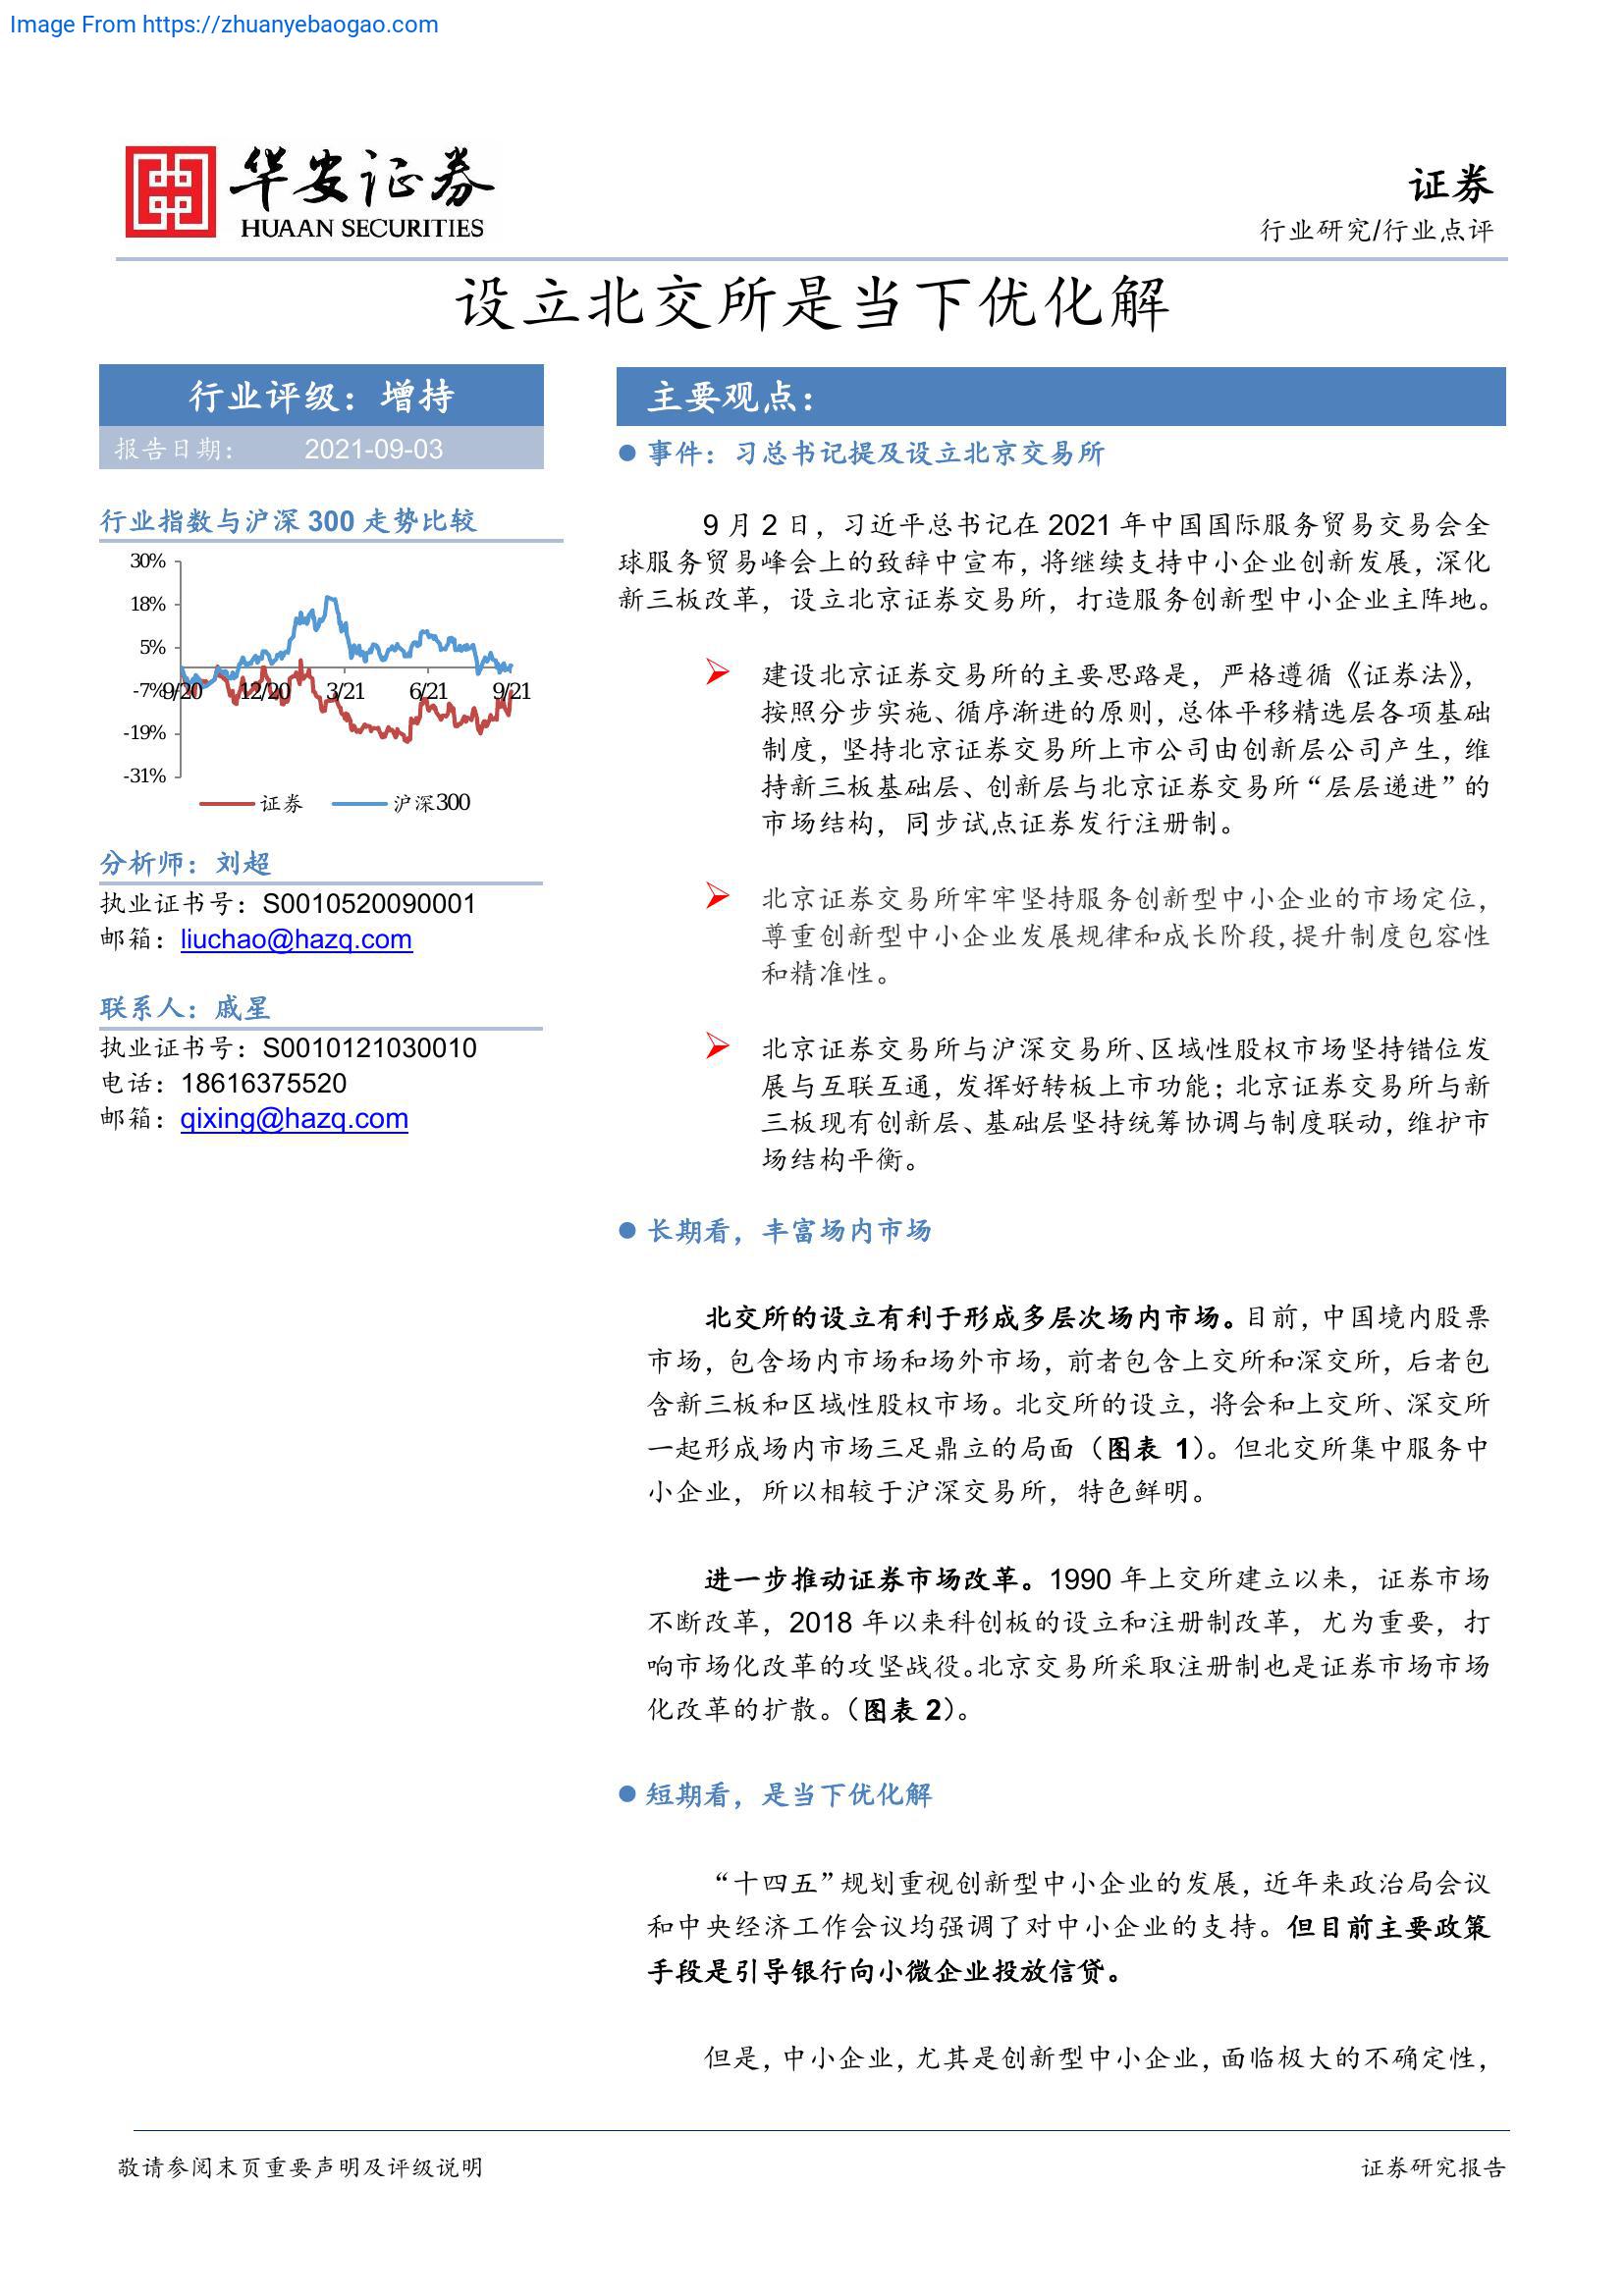 Image From https://zhuanyebaogao.com
华安证券
HUAAN SECURITIES
证券
行业研究/行业点评
设立北交所是当下优化解
行业评级：增持
报告日期： 2021-09-03
行业指数与沪深 300 走势比较
30%
18%
5%
-7%
-19%
-31%
9/20 12/20 3/21 6/21 9/21
证券 沪深300
分析师：刘超
执业证书号：S0010520090001
邮箱：liuchao@hazq.com
联系人：戚星
执业证书号：S0010121030010
电话：18616375520
邮箱：qixing@hazq.com
主要观点：
● 事件：习总书记提及设立北京交易所
9 月 2 日，习近平总书记在 2021 年中国国际服务贸易交易会全
球服务贸易峰会上的致辞中宣布，将继续支持中小企业创新发展，深化
新三板改革，设立北京证券交易所，打造服务创新型中小企业主阵地。
建设北京证券交易所的主要思路是，严格遵循《证券法》，
按照分步实施、循序渐进的原则，总体平移精选层各项基础
制度，坚持北京证券交易所上市公司由创新层公司产生，维
持新三板基础层、创新层与北京证券交易所“层层递进”的
市场结构，同步试点证券发行注册制。
北京证券交易所牢牢坚持服务创新型中小企业的市场定位，
尊重创新型中小企业发展规律和成长阶段，提升制度包容性
和精准性。
北京证券交易所与沪深交易所、区域性股权市场坚持错位发
展与互联互通，发挥好转板上市功能；北京证券交易所与新
三板现有创新层、基础层坚持统筹协调与制度联动，维护市
场结构平衡。
● 长期看，丰富场内市场
北交所的设立有利于形成多层次场内市场。目前，中国境内股票
市场，包含场内市场和场外市场，前者包含上交所和深交所，后者包
含新三板和区域性股权市场。北交所的设立，将会和上交所、深交所
一起形成场内市场三足鼎立的局面（图表 1）。但北交所集中服务中
小企业，所以相较于沪深交易所，特色鲜明。
进一步推动证券市场改革。1990 年上交所建立以来，证券市场
不断改革，2018 年以来科创板的设立和注册制改革，尤为重要，打
响市场化改革的攻坚战役。北京交易所采取注册制也是证券市场市场
化改革的扩散。（图表 2）。
● 短期看，是当下优化解
“十四五”规划重视创新型中小企业的发展，近年来政治局会议
和中央经济工作会议均强调了对中小企业的支持。但目前主要政策
手段是引导银行向小微企业投放信贷。
但是，中小企业，尤其是创新型中小企业，面临极大的不确定性，
敬请参阅末页重要声明及评级说明
证券研究报告